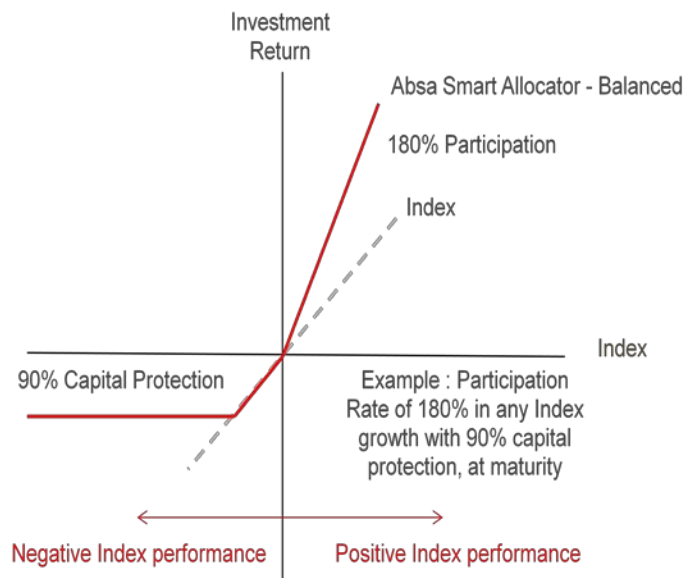 Investment
Return
Absa Smart Allocator - Balanced
180% Participation
Index
Index
90% Capital Protection
Example : Participation
Rate of 180% in any Index
growth with 90% capital
protection, at maturity
Negative Index performance
Positive Index performance